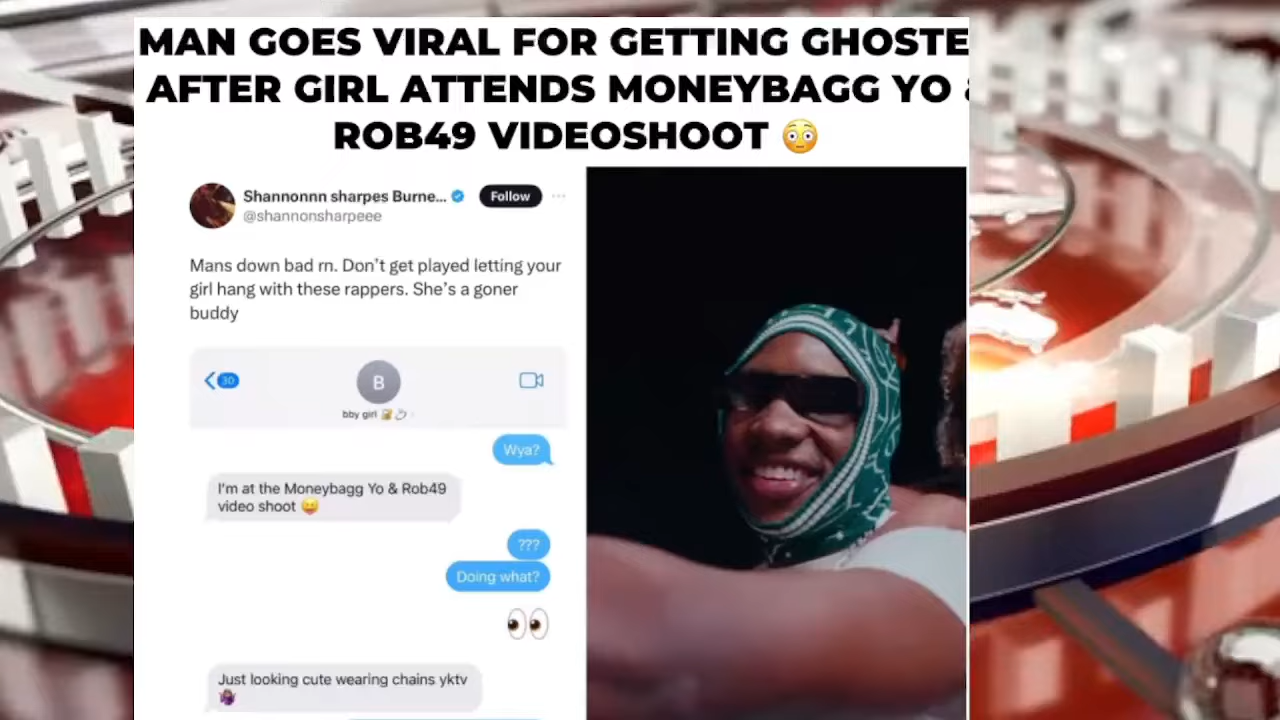 MAN GOES VIRAL FOR GETTING GHOSTE
AFTER GIRL ATTENDS MONEYBAGG YO &
ROB49 VIDEOSHOOT 😳
Shannonnn sharpes Burne...
Follow
@shannonsharpeee
Mans down bad rn. Don't get played letting your
girl hang with these rappers. She's a goner
buddy
30
B
bby girl
Wya?
I'm at the Moneybagg Yo & Rob49
video shoot 😛
???
Doing what?
👀
Just looking cute wearing chains yktv